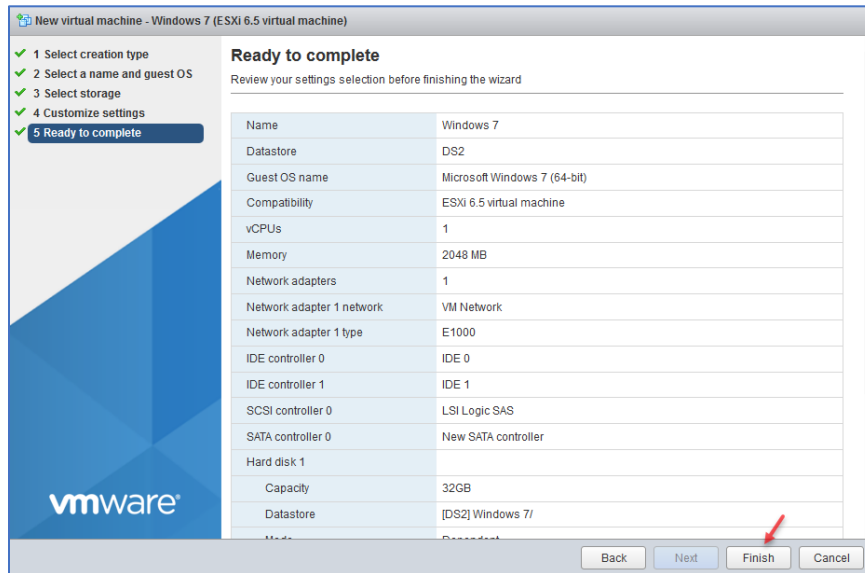 New virtual machine - Windows 7 (ESXi 6.5 virtual machine)
1 Select creation type
2 Select a name and guest OS
3 Select storage
4 Customize settings
5 Ready to complete
Ready to complete
Review your settings selection before finishing the wizard
Name Windows 7
Datastore DS2
Guest OS name Microsoft Windows 7 (64-bit)
Compatibility ESXi 6.5 virtual machine
vCPUs 1
Memory 2048 MB
Network adapters 1
Network adapter 1 network VM Network
Network adapter 1 type E1000
IDE controller 0 IDE 0
IDE controller 1 IDE 1
SCSI controller 0 LSI Logic SAS
SATA controller 0 New SATA controller
Hard disk 1
Capacity 32GB
Datastore [DS2] Windows 7/
Mode Dependent
vmware®
Back Next Finish Cancel